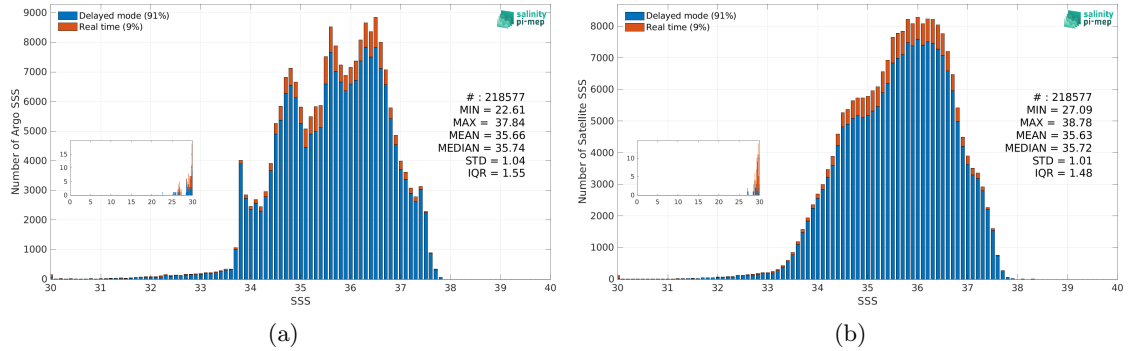 Delayed mode (91%)
Real time (9%)
salinity
pi-mep
# : 218577
MIN = 22.61
MAX = 37.84
MEAN = 35.66
MEDIAN = 35.74
STD = 1.04
IQR = 1.55
Number of Argo SSS
9000
8000
7000
6000
5000
4000
3000
2000
1000
0
15
10
5
0
0 5 10 15 20 25 30
30 31 32 33 34 35 36 37 38 39 40
SSS
(a)
Delayed mode (91%)
Real time (9%)
salinity
pi-mep
# : 218577
MIN = 27.09
MAX = 38.78
MEAN = 35.63
MEDIAN = 35.72
STD = 1.01
IQR = 1.48
Number of Satellite SSS
8000
7000
6000
5000
4000
3000
2000
1000
0
10
5
0
0 5 10 15 20 25 30
30 31 32 33 34 35 36 37 38 39 40
SSS
(b)